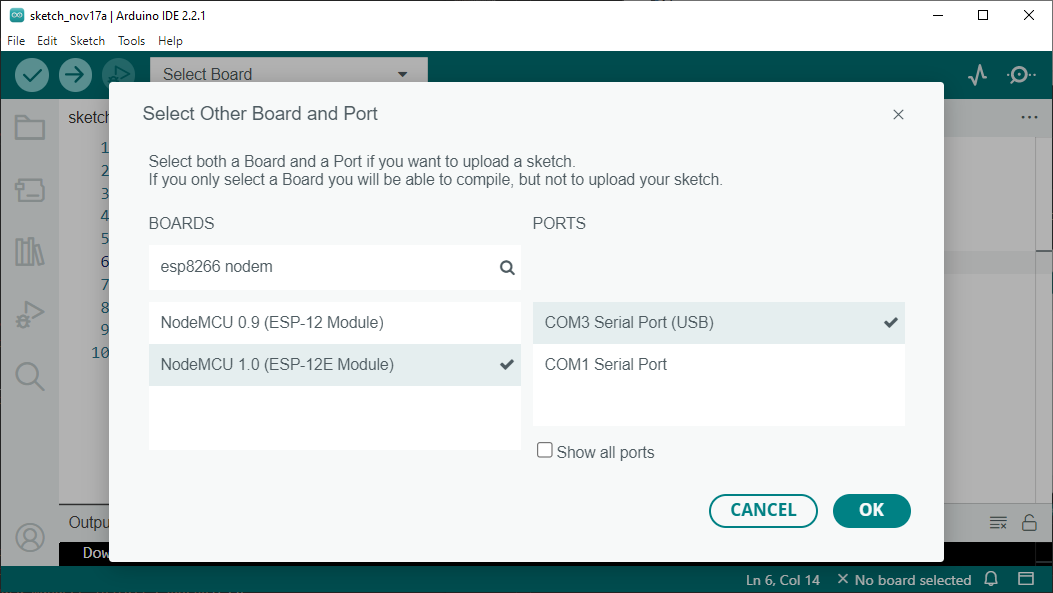 sketch_nov17a | Arduino IDE 2.2.1
File Edit Sketch Tools Help
Select Board
Select Other Board and Port
sketch
Select both a Board and a Port if you want to upload a sketch.
If you only select a Board you will be able to compile, but not to upload your sketch.
1
2
3
4
5
6
7
8
9
10
BOARDS
esp8266 nodem
NodeMCU 0.9 (ESP-12 Module)
NodeMCU 1.0 (ESP-12E Module)
PORTS
COM3 Serial Port (USB)
COM1 Serial Port
Show all ports
CANCEL OK
Outpu
Dow
Ln 6, Col 14 No board selected